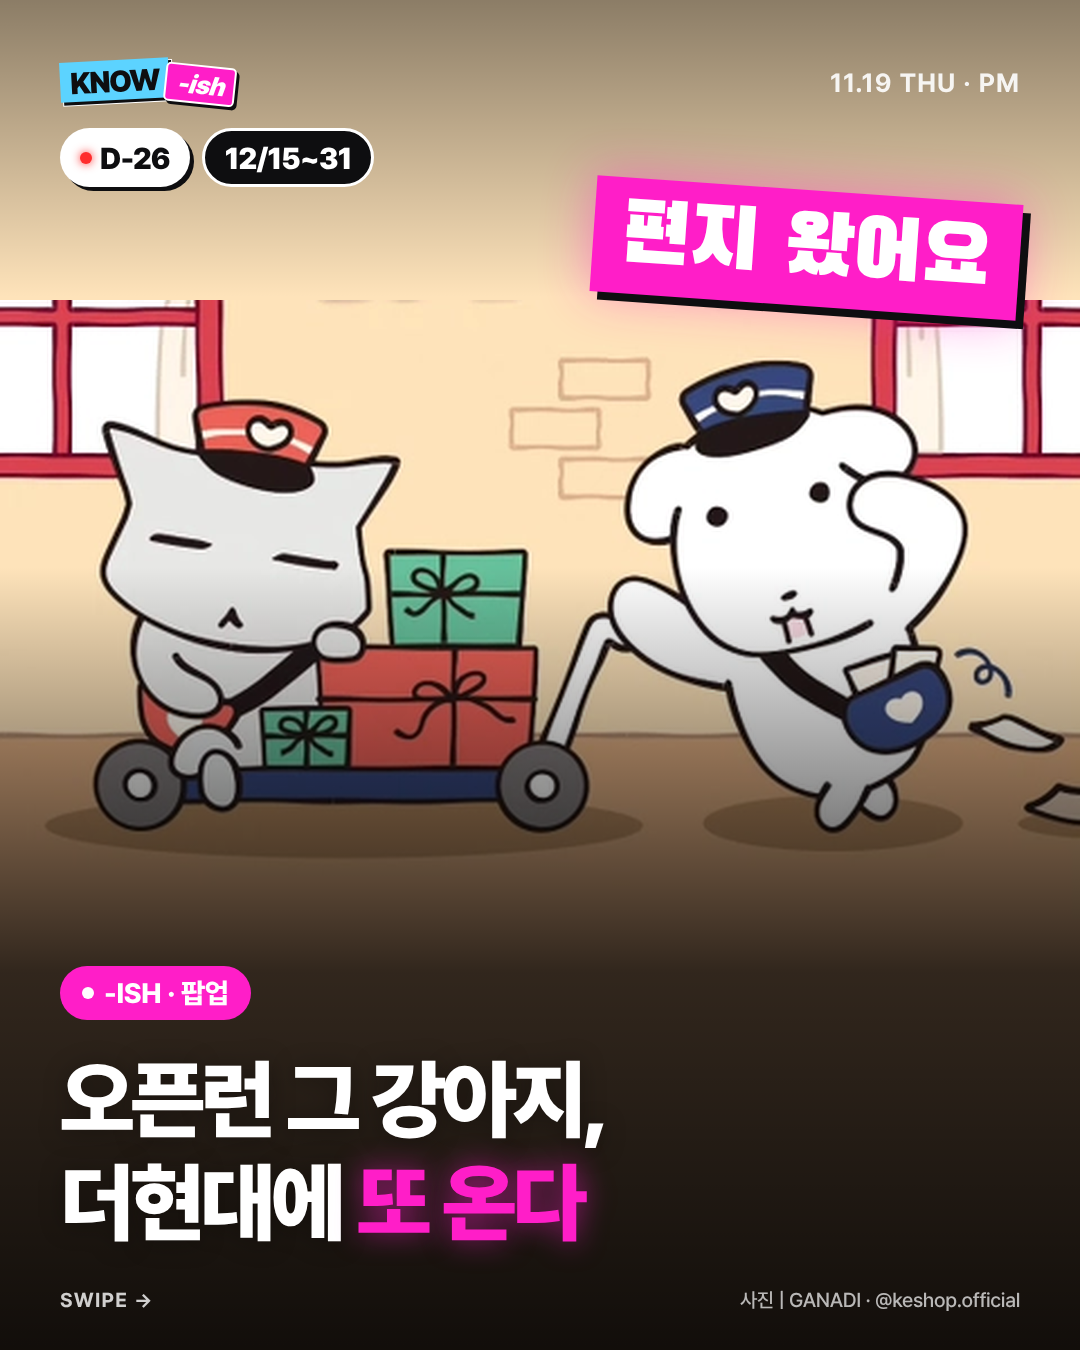 KNOW -ish
11.19 THU · PM
D-26
12/15~31
편지 왔어요
-ISH · 팝업
오픈런 그 강아지,
더현대에 또 온다
SWIPE →
사진 | GANADI · @keshop.official